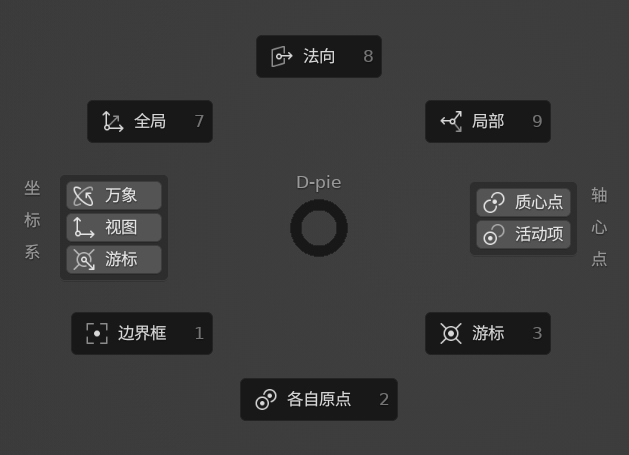 法向 8
全局 7
局部 9
D-pie
坐标系
万象
视图
游标
质心点
活动项
轴心点
边界框 1
游标 3
各自原点 2